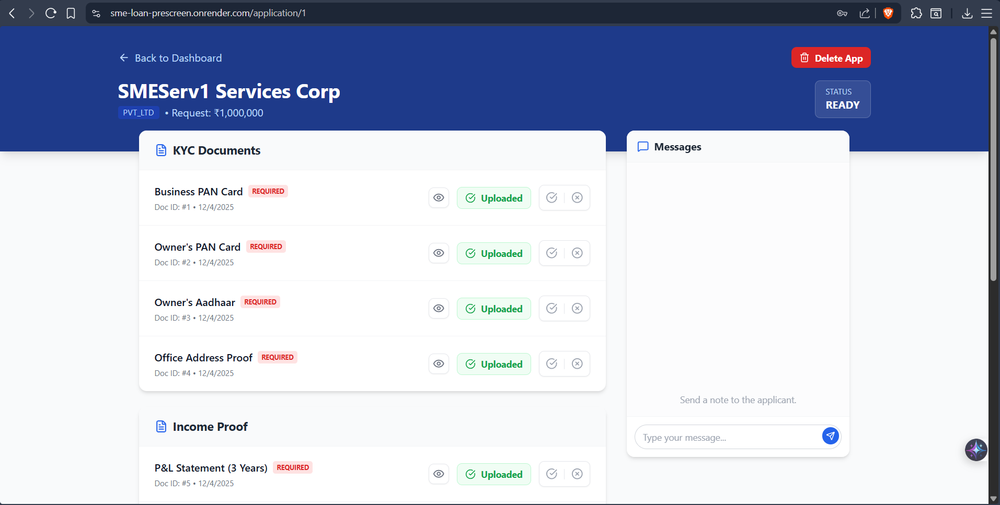 sme-loan-prescreen.onrender.com/application/1
Back to Dashboard
Delete App
SMEServ1 Services Corp
PVT_LTD • Request: ₹1,000,000
STATUS
READY
KYC Documents
Business PAN Card REQUIRED
Doc ID: #1 • 12/4/2025
Uploaded
Owner's PAN Card REQUIRED
Doc ID: #2 • 12/4/2025
Uploaded
Owner's Aadhaar REQUIRED
Doc ID: #3 • 12/4/2025
Uploaded
Office Address Proof REQUIRED
Doc ID: #4 • 12/4/2025
Uploaded
Income Proof
P&L Statement (3 Years) REQUIRED
Doc ID: #5 • 12/4/2025
Uploaded
Messages
Send a note to the applicant.
Type your message...